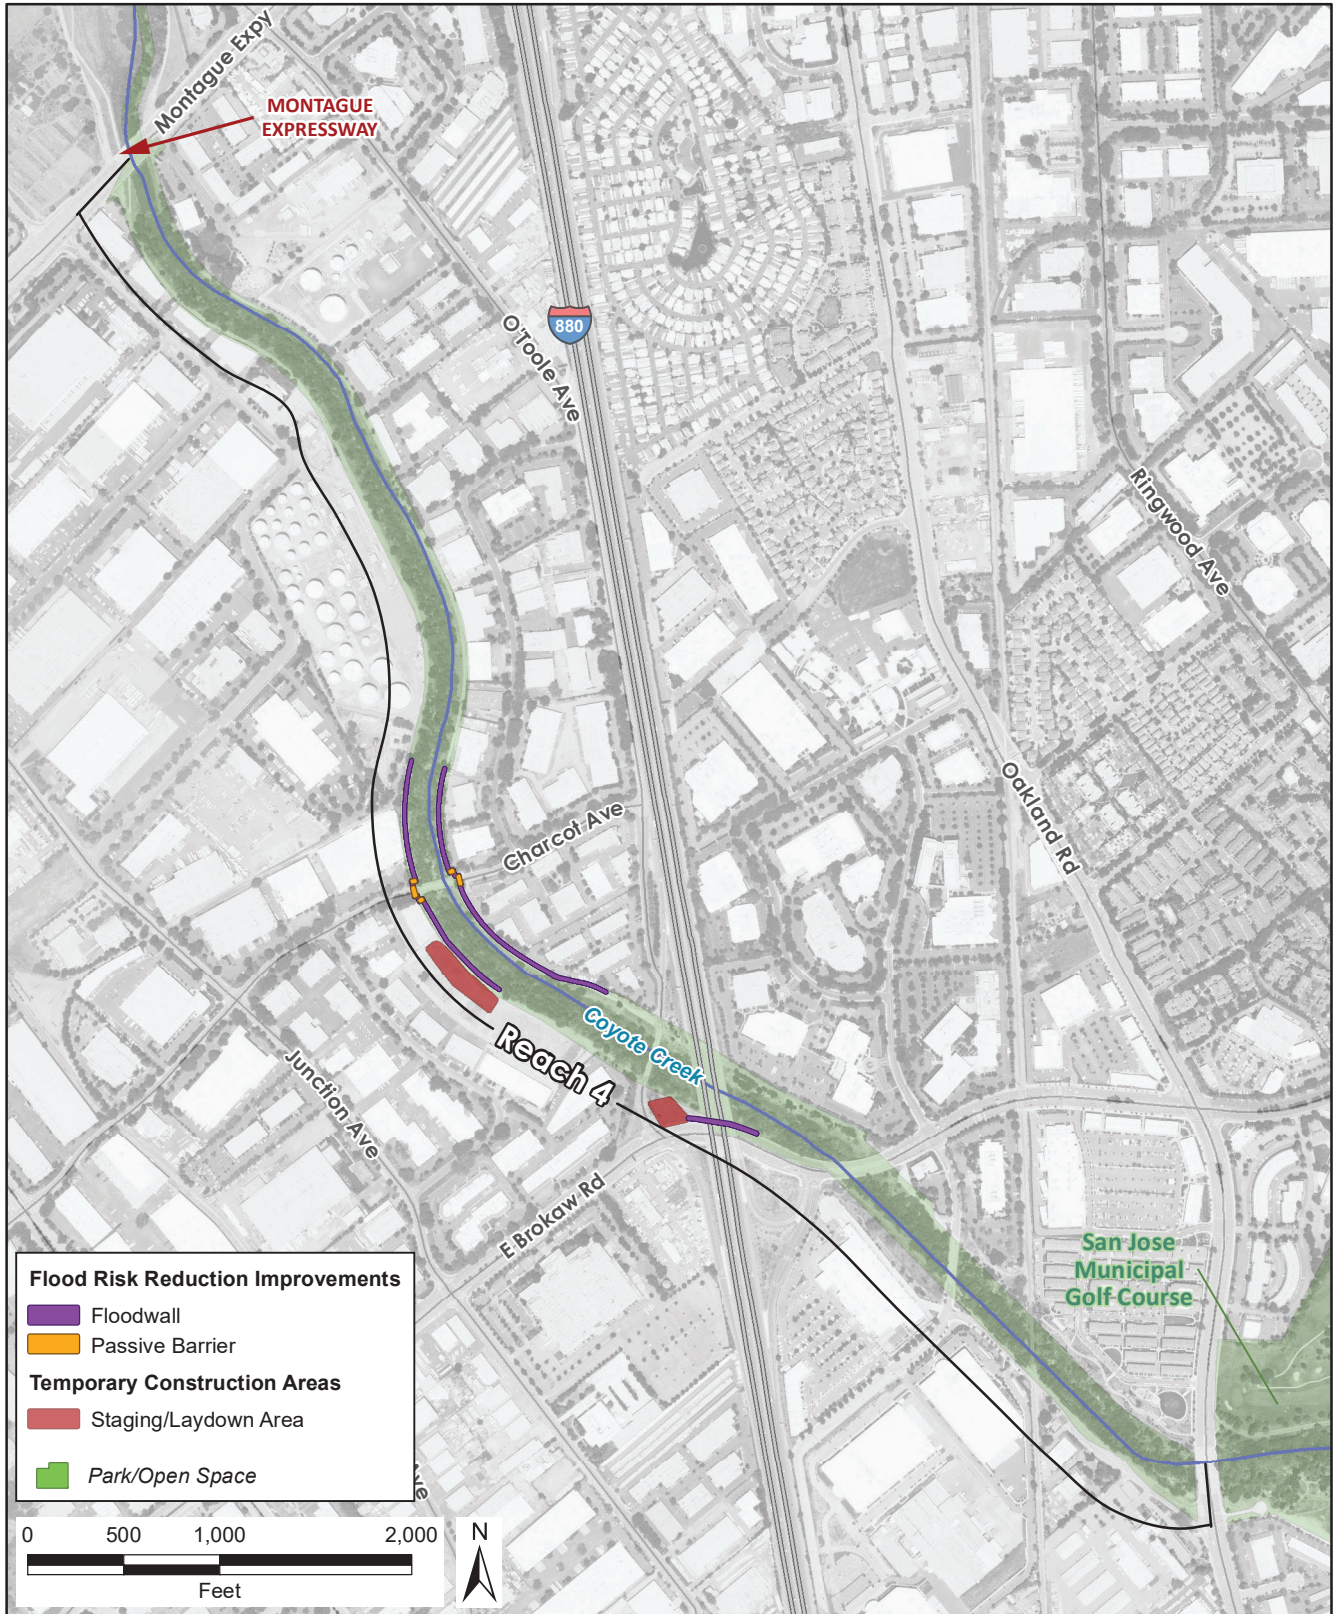 Montague Expy
MONTAGUE
EXPRESSWAY
880
O'Toole Ave
Ringwood Ave
Oakland Rd
Charcot Ave
Coyote Creek
Reach 4
Junction Ave
E Brokaw Rd
San Jose
Municipal
Golf Course
Flood Risk Reduction Improvements
Floodwall
Passive Barrier
Temporary Construction Areas
Staging/Laydown Area
Park/Open Space
Ave
0 500 1,000 2,000
Feet
N